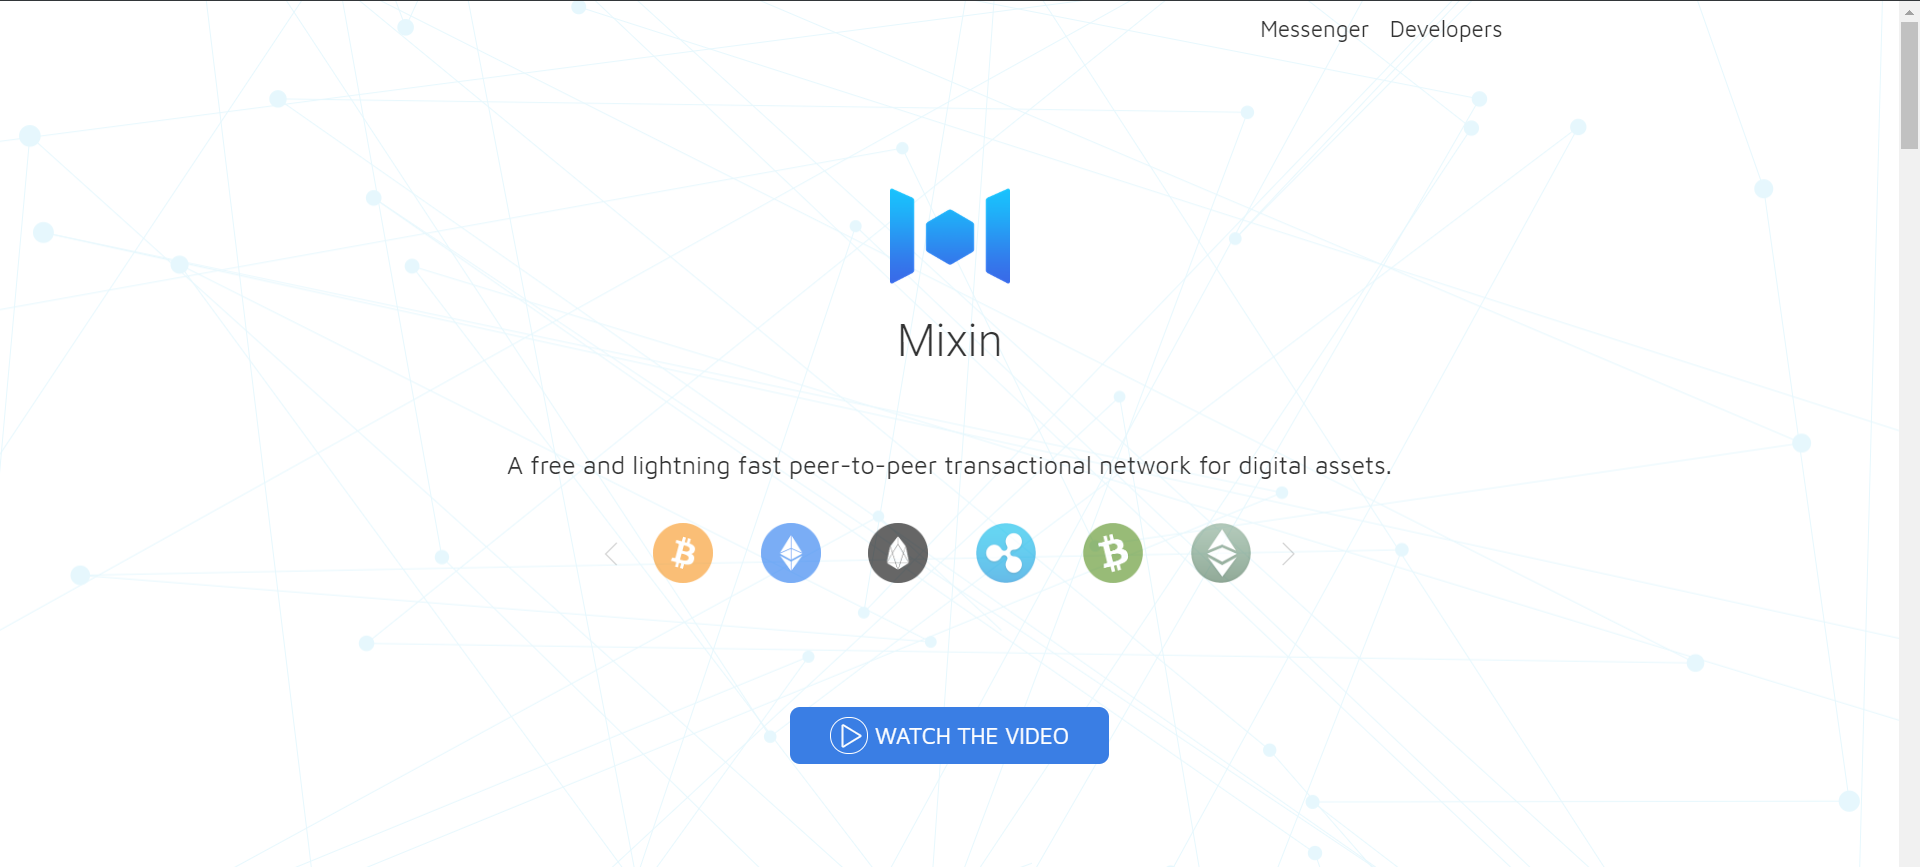 Messenger Developers
Mixin
A free and lightning fast peer-to-peer transactional network for digital assets.
WATCH THE VIDEO